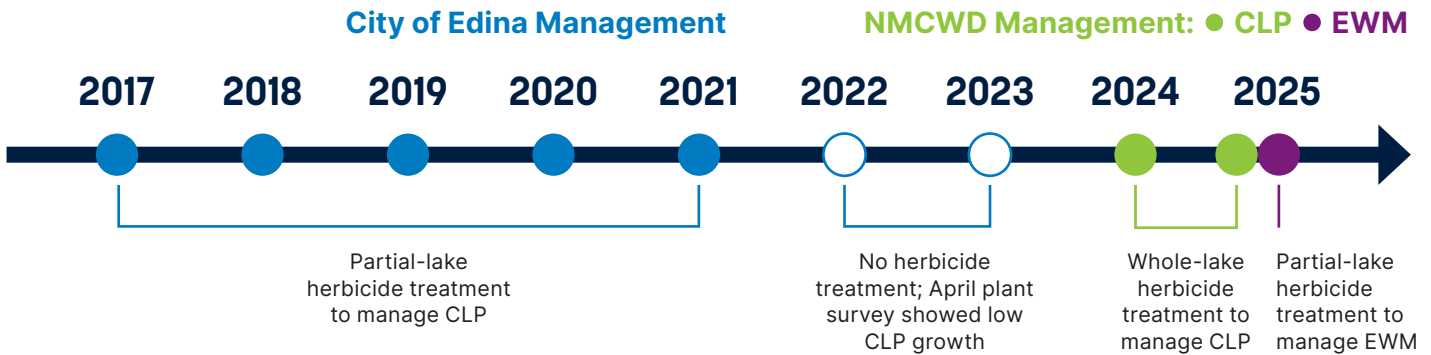 City of Edina Management
NMCWD Management: CLP EWM
2017 2018 2019 2020 2021 2022 2023 2024 2025
Partial-lake
herbicide treatment
to manage CLP
No herbicide
treatment; April plant
survey showed low
CLP growth
Whole-lake
herbicide
treatment to
manage CLP
Partial-lake
herbicide
treatment to
manage EWM